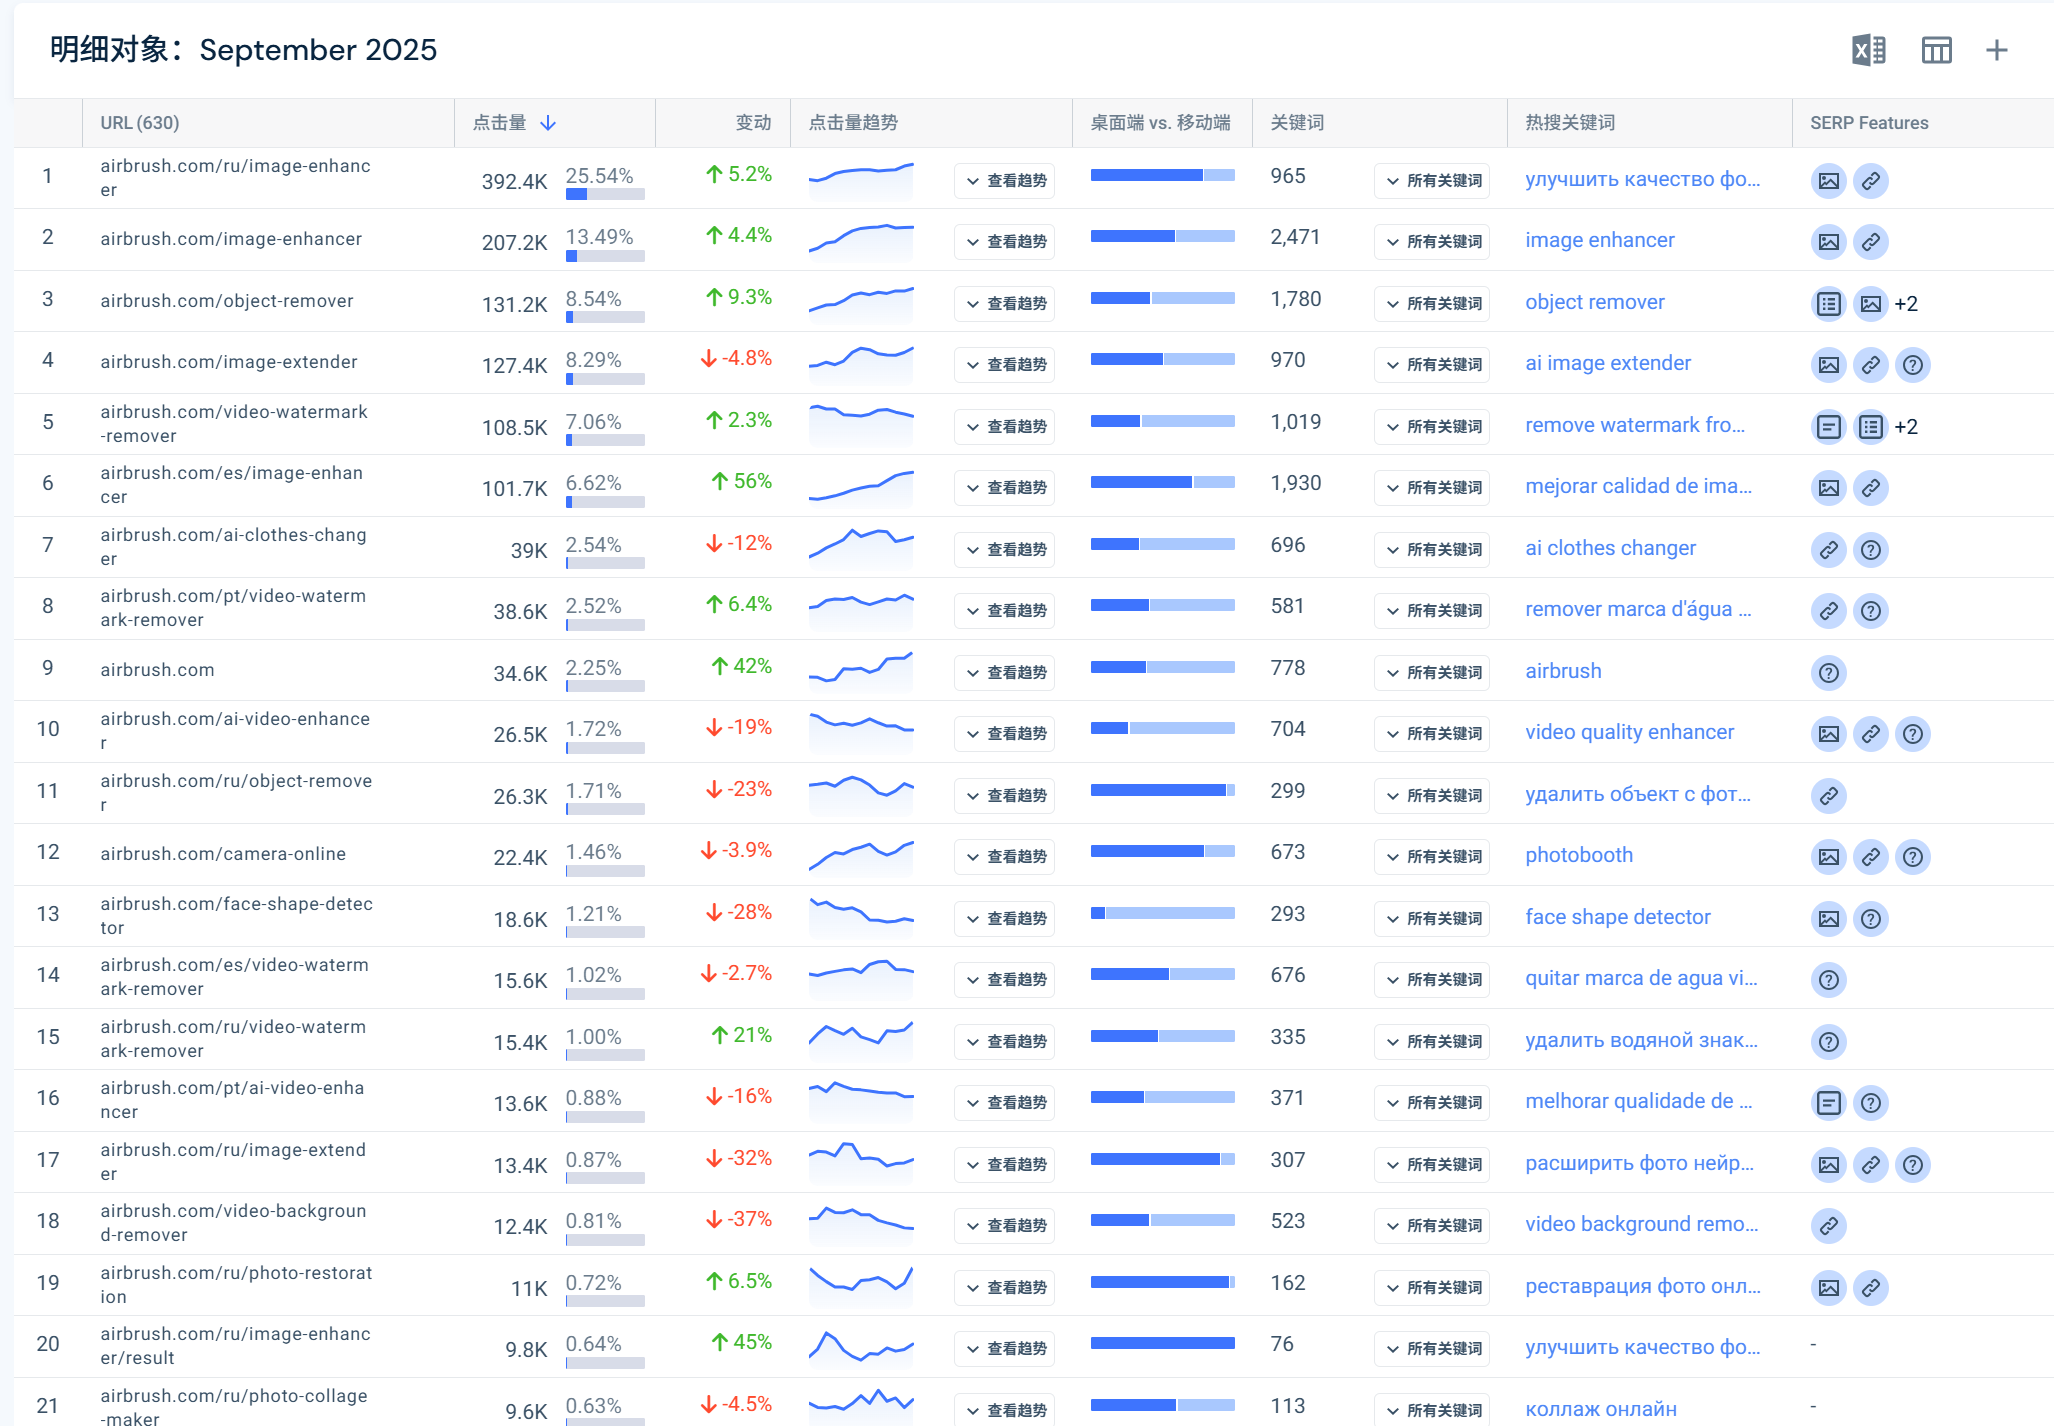 明细对象：September 2025
URL (630) 点击量 变动 点击量趋势 桌面端 vs. 移动端 关键词 热搜关键词 SERP Features
1 airbrush.com/ru/image-enhanc
er 392.4K 25.54% 5.2% 查看趋势 965 所有关键词 улучшить качество фо...
2 airbrush.com/image-enhancer 207.2K 13.49% 4.4% 查看趋势 2,471 所有关键词 image enhancer
3 airbrush.com/object-remover 131.2K 8.54% 9.3% 查看趋势 1,780 所有关键词 object remover +2
4 airbrush.com/image-extender 127.4K 8.29% -4.8% 查看趋势 970 所有关键词 ai image extender
5 airbrush.com/video-watermark
-remover 108.5K 7.06% 2.3% 查看趋势 1,019 所有关键词 remove watermark fro... +2
6 airbrush.com/es/image-enhan
cer 101.7K 6.62% 56% 查看趋势 1,930 所有关键词 mejorar calidad de ima...
7 airbrush.com/ai-clothes-chang
er 39K 2.54% -12% 查看趋势 696 所有关键词 ai clothes changer
8 airbrush.com/pt/video-waterm
ark-remover 38.6K 2.52% 6.4% 查看趋势 581 所有关键词 remover marca d'água ...
9 airbrush.com 34.6K 2.25% 42% 查看趋势 778 所有关键词 airbrush
10 airbrush.com/ai-video-enhance
r 26.5K 1.72% -19% 查看趋势 704 所有关键词 video quality enhancer
11 airbrush.com/ru/object-remove
r 26.3K 1.71% -23% 查看趋势 299 所有关键词 удалить объект с фот...
12 airbrush.com/camera-online 22.4K 1.46% -3.9% 查看趋势 673 所有关键词 photobooth
13 airbrush.com/face-shape-detec
tor 18.6K 1.21% -28% 查看趋势 293 所有关键词 face shape detector
14 airbrush.com/es/video-waterm
ark-remover 15.6K 1.02% -2.7% 查看趋势 676 所有关键词 quitar marca de agua vi...
15 airbrush.com/ru/video-waterm
ark-remover 15.4K 1.00% 21% 查看趋势 335 所有关键词 удалить водяной знак...
16 airbrush.com/pt/ai-video-enha
ncer 13.6K 0.88% -16% 查看趋势 371 所有关键词 melhorar qualidade de ...
17 airbrush.com/ru/image-extend
er 13.4K 0.87% -32% 查看趋势 307 所有关键词 расширить фото нейр...
18 airbrush.com/video-backgroun
d-remover 12.4K 0.81% -37% 查看趋势 523 所有关键词 video background remo...
19 airbrush.com/ru/photo-restorat
ion 11K 0.72% 6.5% 查看趋势 162 所有关键词 реставрация фото онл...
20 airbrush.com/ru/image-enhanc
er/result 9.8K 0.64% 45% 查看趋势 76 所有关键词 улучшить качество фо... -
21 airbrush.com/ru/photo-collage
-maker 9.6K 0.63% -4.5% 查看趋势 113 所有关键词 коллаж онлайн -